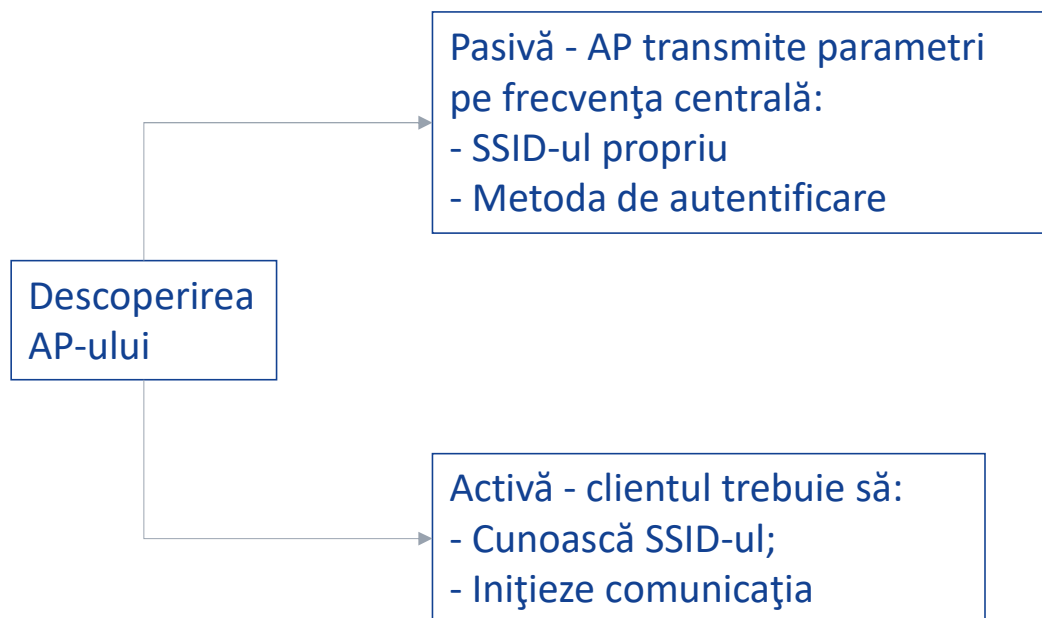 Pasivă - AP transmite parametri
pe frecvenţa centrală:
- SSID-ul propriu
- Metoda de autentificare
Descoperirea
AP-ului
Activă - clientul trebuie să:
- Cunoască SSID-ul;
- Iniţieze comunicaţia